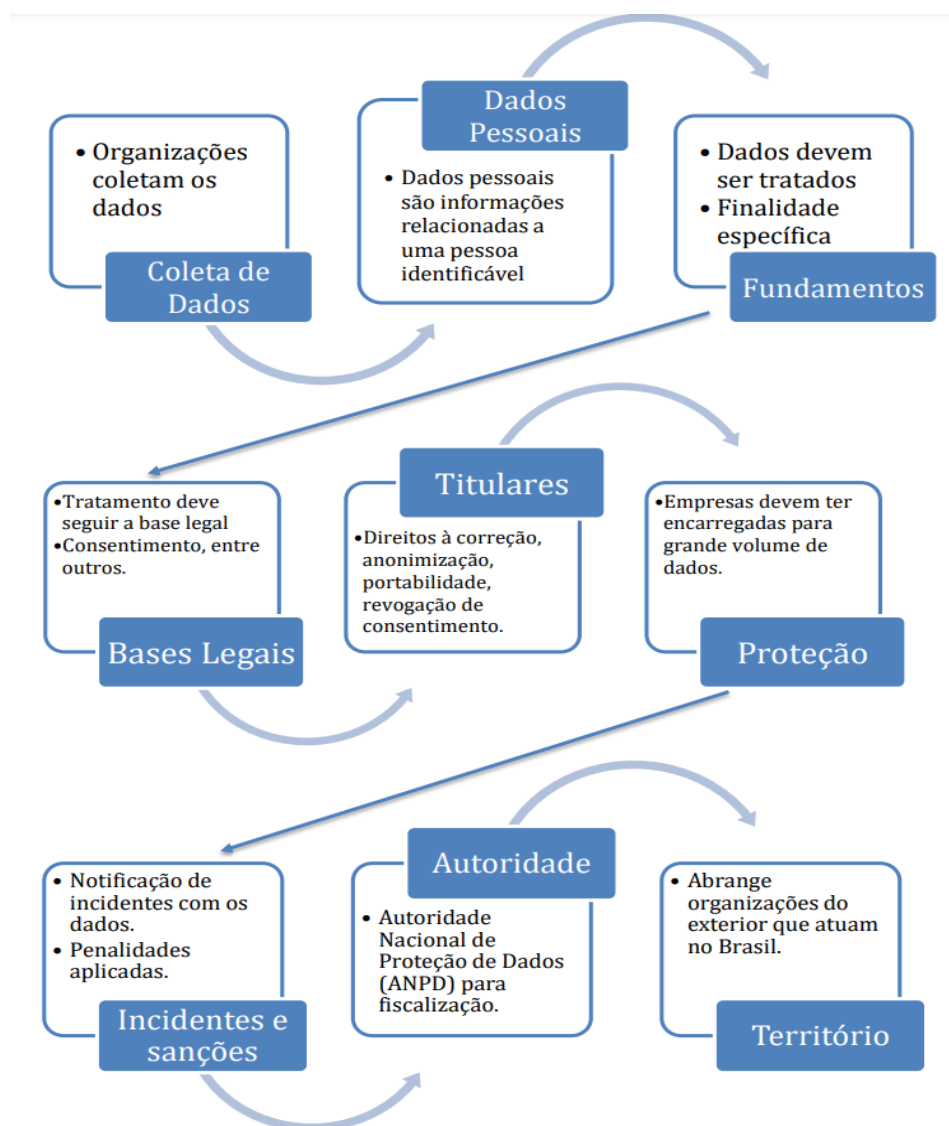 • Organizações
coletam os
dados
Coleta de
Dados
Dados
Pessoais
• Dados pessoais
são informações
relacionadas a
uma pessoa
identificável
• Dados devem
ser tratados
• Finalidade
específica
Fundamentos
•Tratamento deve
seguir a base legal
•Consentimento, entre
outros.
Bases Legais
Titulares
•Direitos à correção,
anonimização,
portabilidade,
revogação de
consentimento.
•Empresas devem ter
encarregadas para
grande volume de
dados.
Proteção
• Notificação de
incidentes com os
dados.
• Penalidades
aplicadas.
Incidentes e
sanções
Autoridade
• Autoridade
Nacional de
Proteção de Dados
(ANPD) para
fiscalização.
• Abrange
organizações do
exterior que atuam
no Brasil.
Território